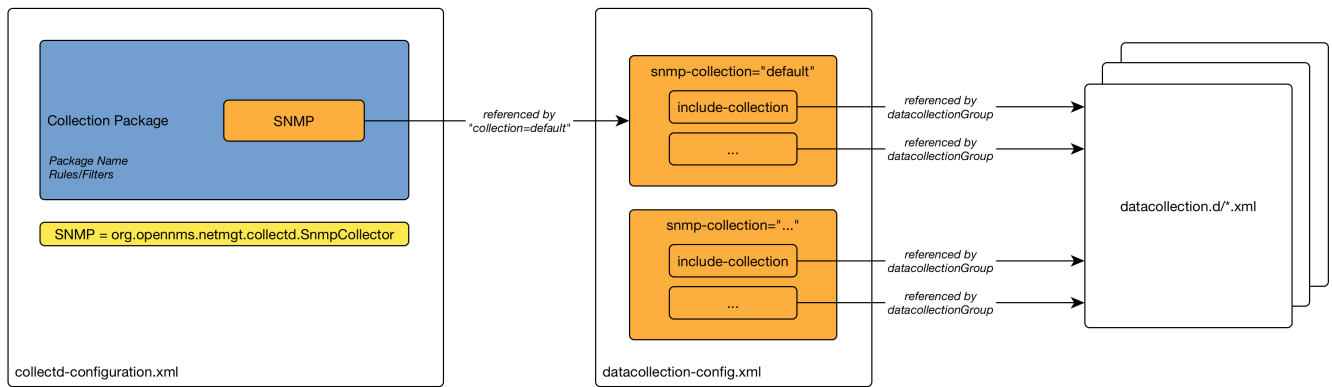 Collection Package
SNMP
Package Name
Rules/Filters
SNMP = org.opennms.netmgt.collectd.SnmpCollector
collectd-configuration.xml
referenced by
"collection=default"
snmp-collection="default"
include-collection
...
snmp-collection="..."
include-collection
...
datacollection-config.xml
referenced by
datacollectionGroup
referenced by
datacollectionGroup
referenced by
datacollectionGroup
referenced by
datacollectionGroup
datacollection.d/*.xml